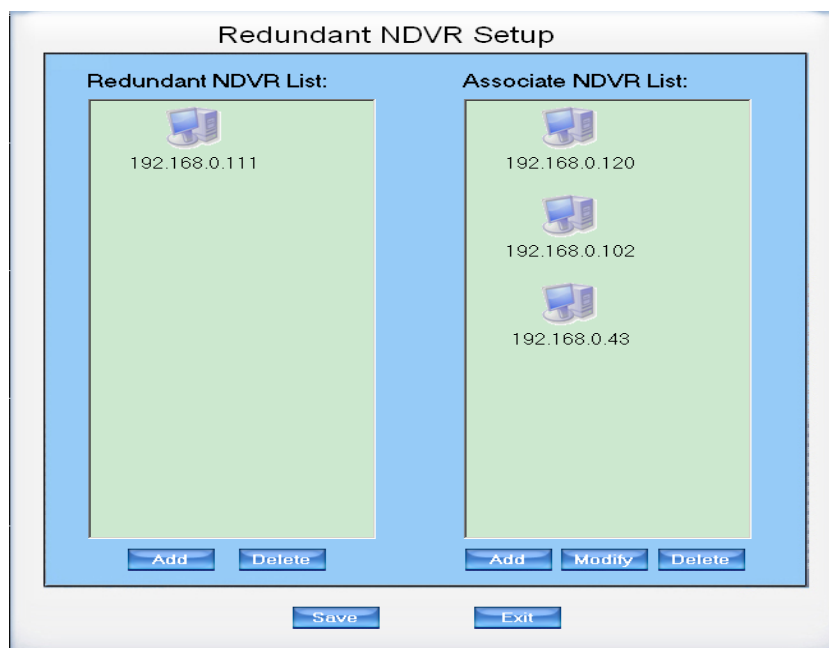 Redundant NDVR Setup
Redundant NDVR List:
192.168.0.111
Add Delete
Associate NDVR List:
192.168.0.120
192.168.0.102
192.168.0.43
Add Modify Delete
Save Exit